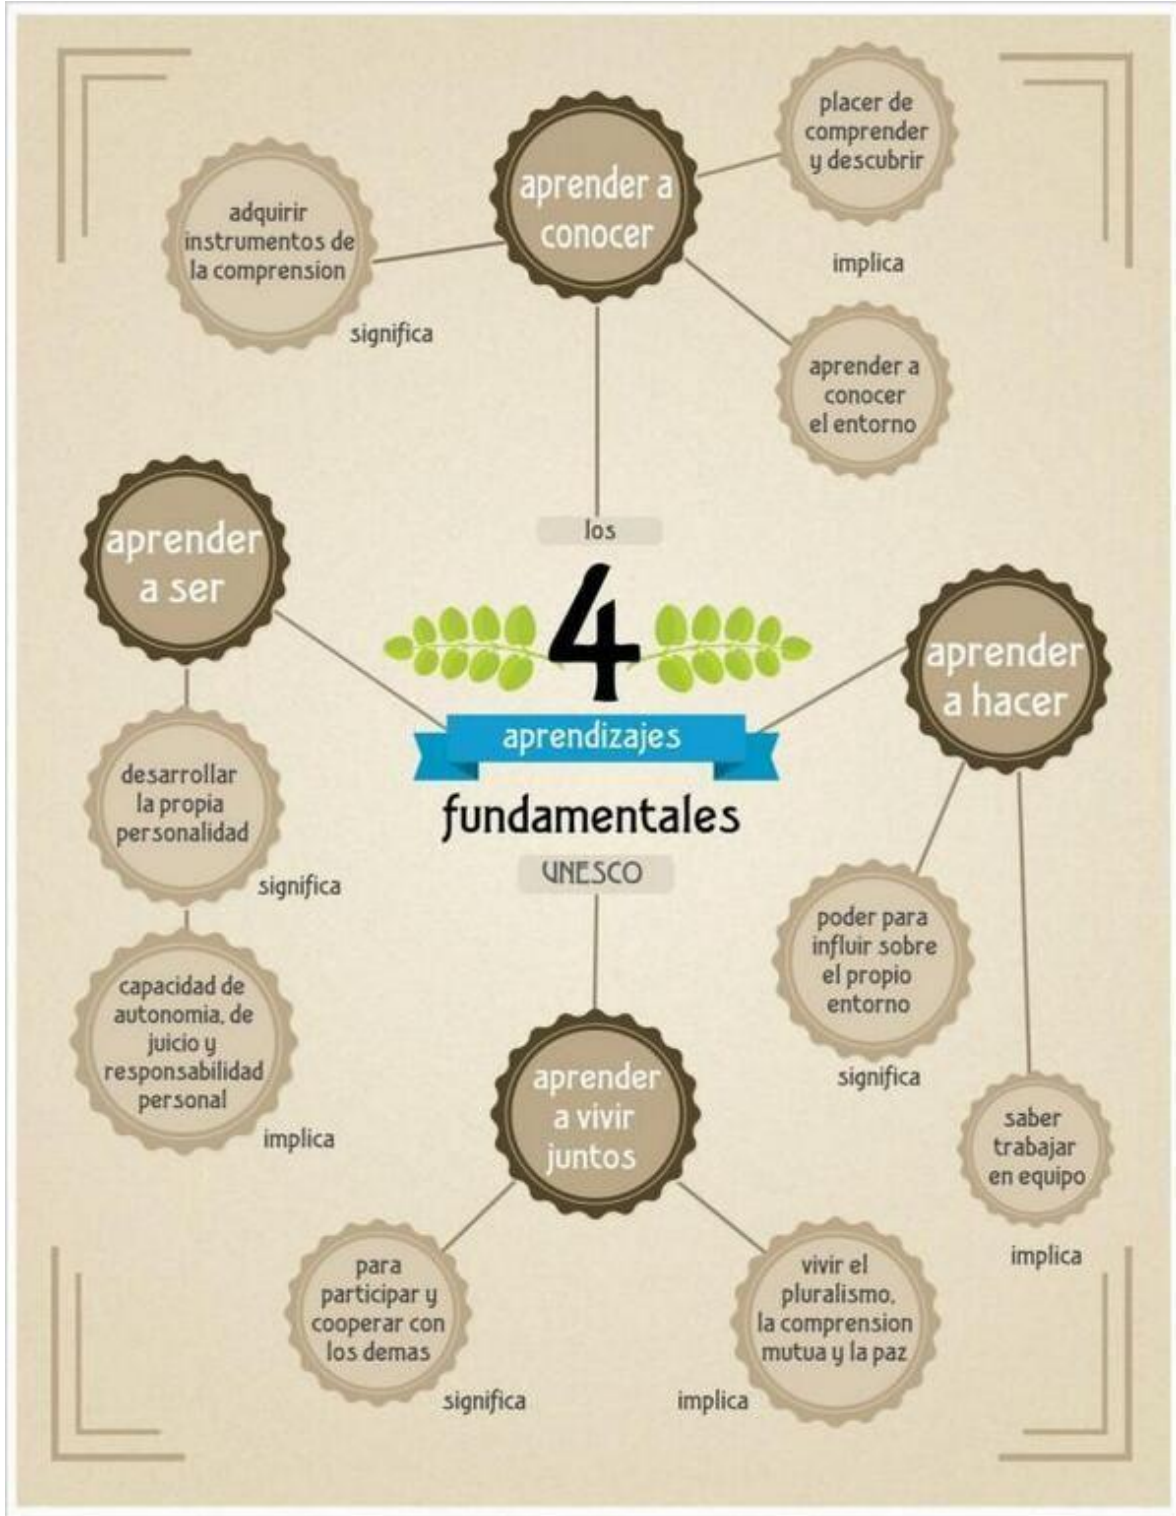 aprender a
conocer
placer de
comprender
y descubrir
adquirir
instrumentos de
la comprension
significa
implica
aprender a
conocer
el entorno
los
4
aprendizajes
fundamentales
UNESCO
aprender
a ser
desarrollar
la propia
personalidad
significa
capacidad de
autonomia, de
juicio y
responsabilidad
personal
implica
aprender
a hacer
poder para
influir sobre
el propio
entorno
significa
saber
trabajar
en equipo
implica
aprender
a vivir
juntos
para
participar y
cooperar con
los demas
significa
vivir el
pluralismo,
la comprension
mutua y la paz
implica